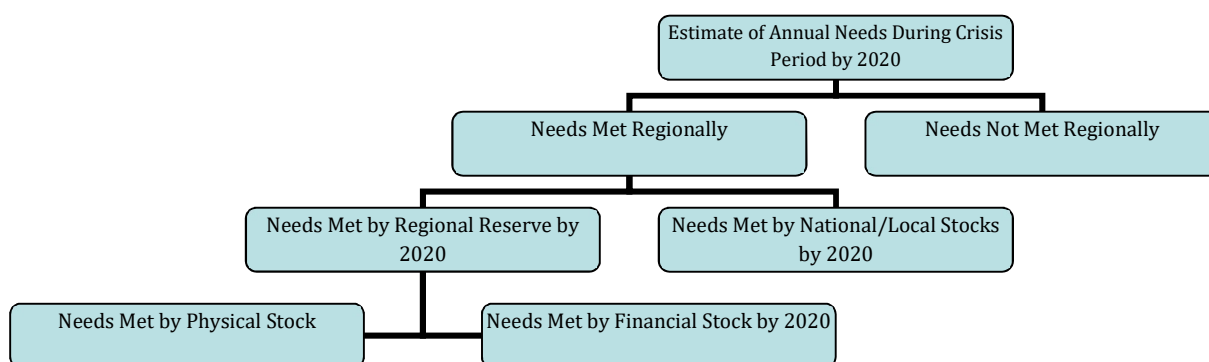 Estimate of Annual Needs During Crisis
Period by 2020
Needs Met Regionally
Needs Not Met Regionally
Needs Met by Regional Reserve by
2020
Needs Met by National/Local Stocks
by 2020
Needs Met by Physical Stock
Needs Met by Financial Stock by 2020